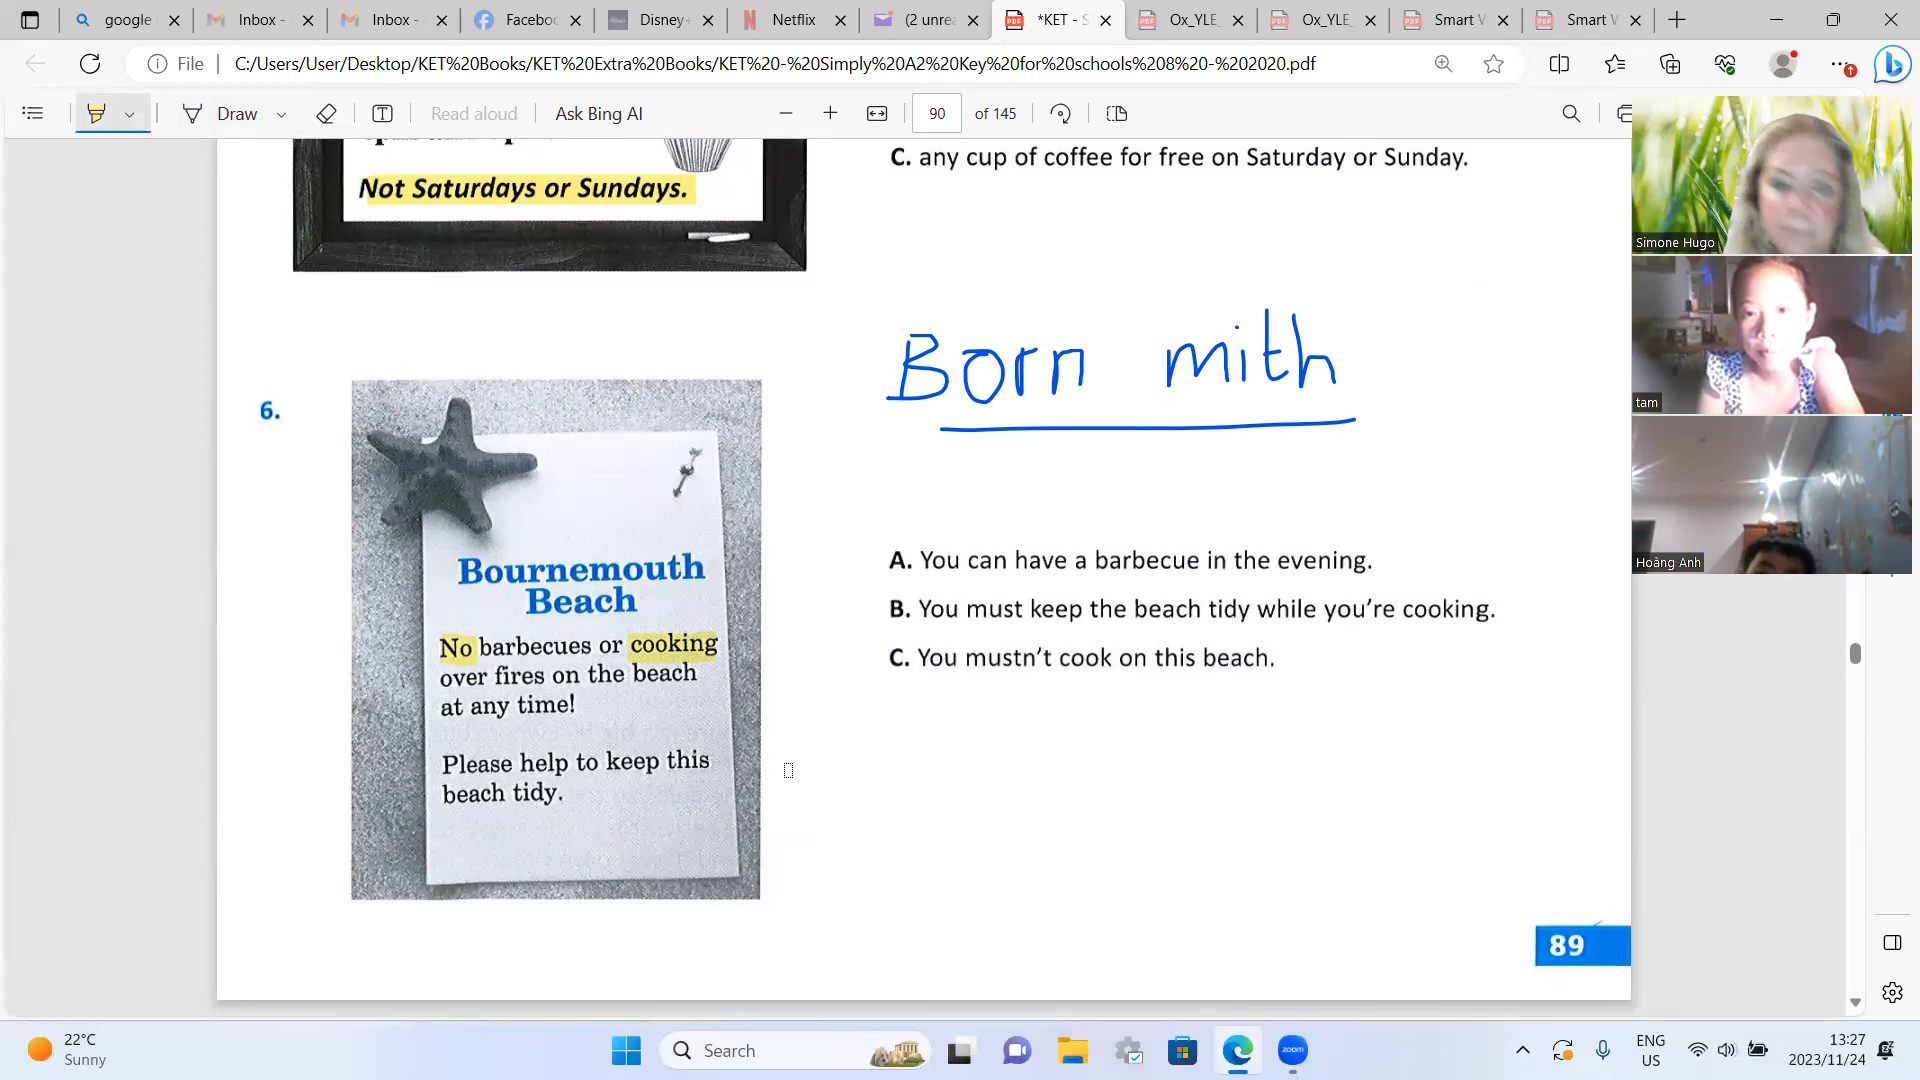 google
Inbox -
Inbox -
Faceboo
Disney+
Netflix
(2 unrea
*KET - S
Ox_YLE_
Ox_YLE_
Smart W
Smart W
File
C:/Users/User/Desktop/KET%20Books/KET%20Extra%20Books/KET%20-%20Simply%20A2%20Key%20for%20schools%208%20-%202020.pdf
Draw
Read aloud
Ask Bing AI
90
of 145
Not Saturdays or Sundays.
C. any cup of coffee for free on Saturday or Sunday.
Born mith
6.
Bournemouth
Beach
No barbecues or cooking
over fires on the beach
at any time!
Please help to keep this
beach tidy.
A. You can have a barbecue in the evening.
B. You must keep the beach tidy while you're cooking.
C. You mustn't cook on this beach.
89
Simone Hugo
tam
Hoàng Anh
22°C
Sunny
Search
zoom
ENG
US
13:27
2023/11/24